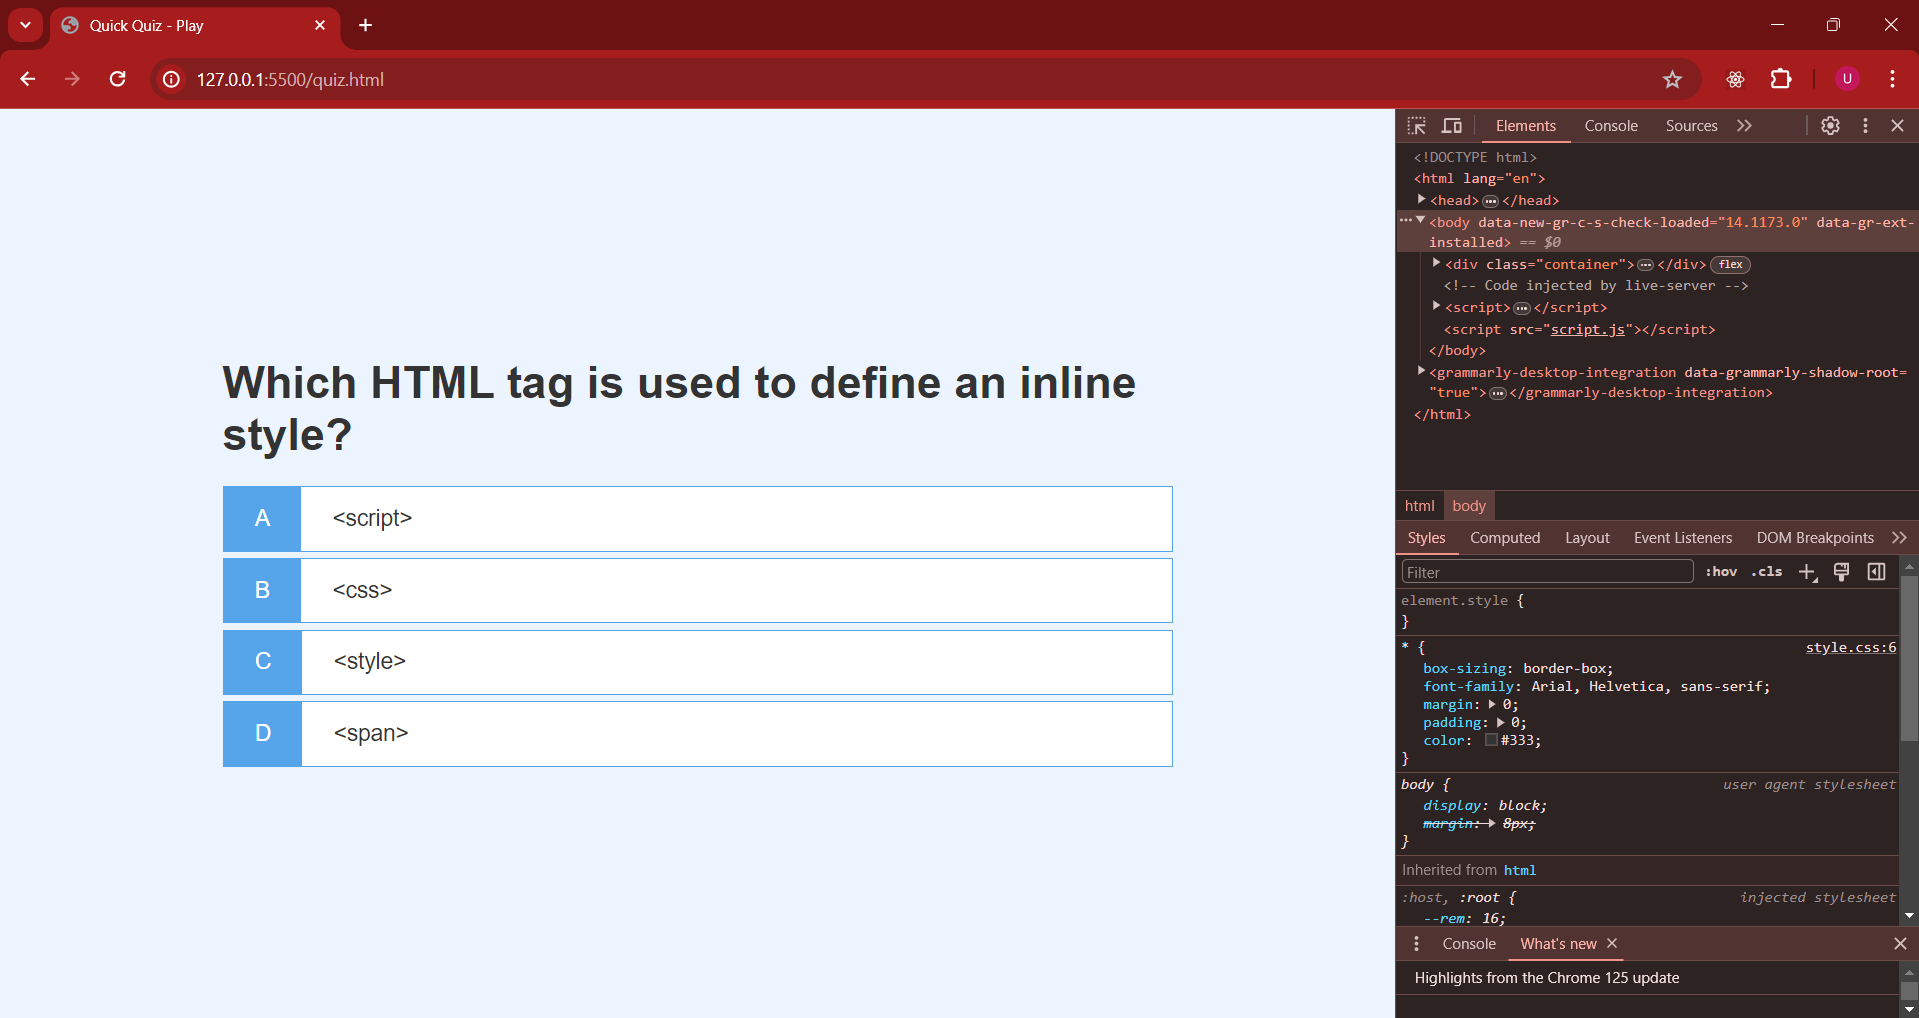 Quick Quiz - Play
127.0.0.1:5500/quiz.html
U
Which HTML tag is used to define an inline
style?
A <script>
B <css>
C <style>
D <span>
Elements Console Sources
<!DOCTYPE html>
<html lang="en">
<head> </head>
<body data-new-gr-c-s-check-loaded="14.1173.0" data-gr-ext-
installed> == $0
<div class="container"> </div> flex
<!-- Code injected by live-server -->
<script> </script>
<script src="script.js"></script>
</body>
<grammarly-desktop-integration data-grammarly-shadow-root=
"true"> </grammarly-desktop-integration>
</html>
html body
Styles Computed Layout Event Listeners DOM Breakpoints
Filter :hov .cls
element.style {
}
* { style.css:6
box-sizing: border-box;
font-family: Arial, Helvetica, sans-serif;
margin: 0;
padding: 0;
color: #333;
}
body { user agent stylesheet
display: block;
margin: 8px;
}
Inherited from html
:host, :root { injected stylesheet
--rem: 16;
Console What's new
Highlights from the Chrome 125 update